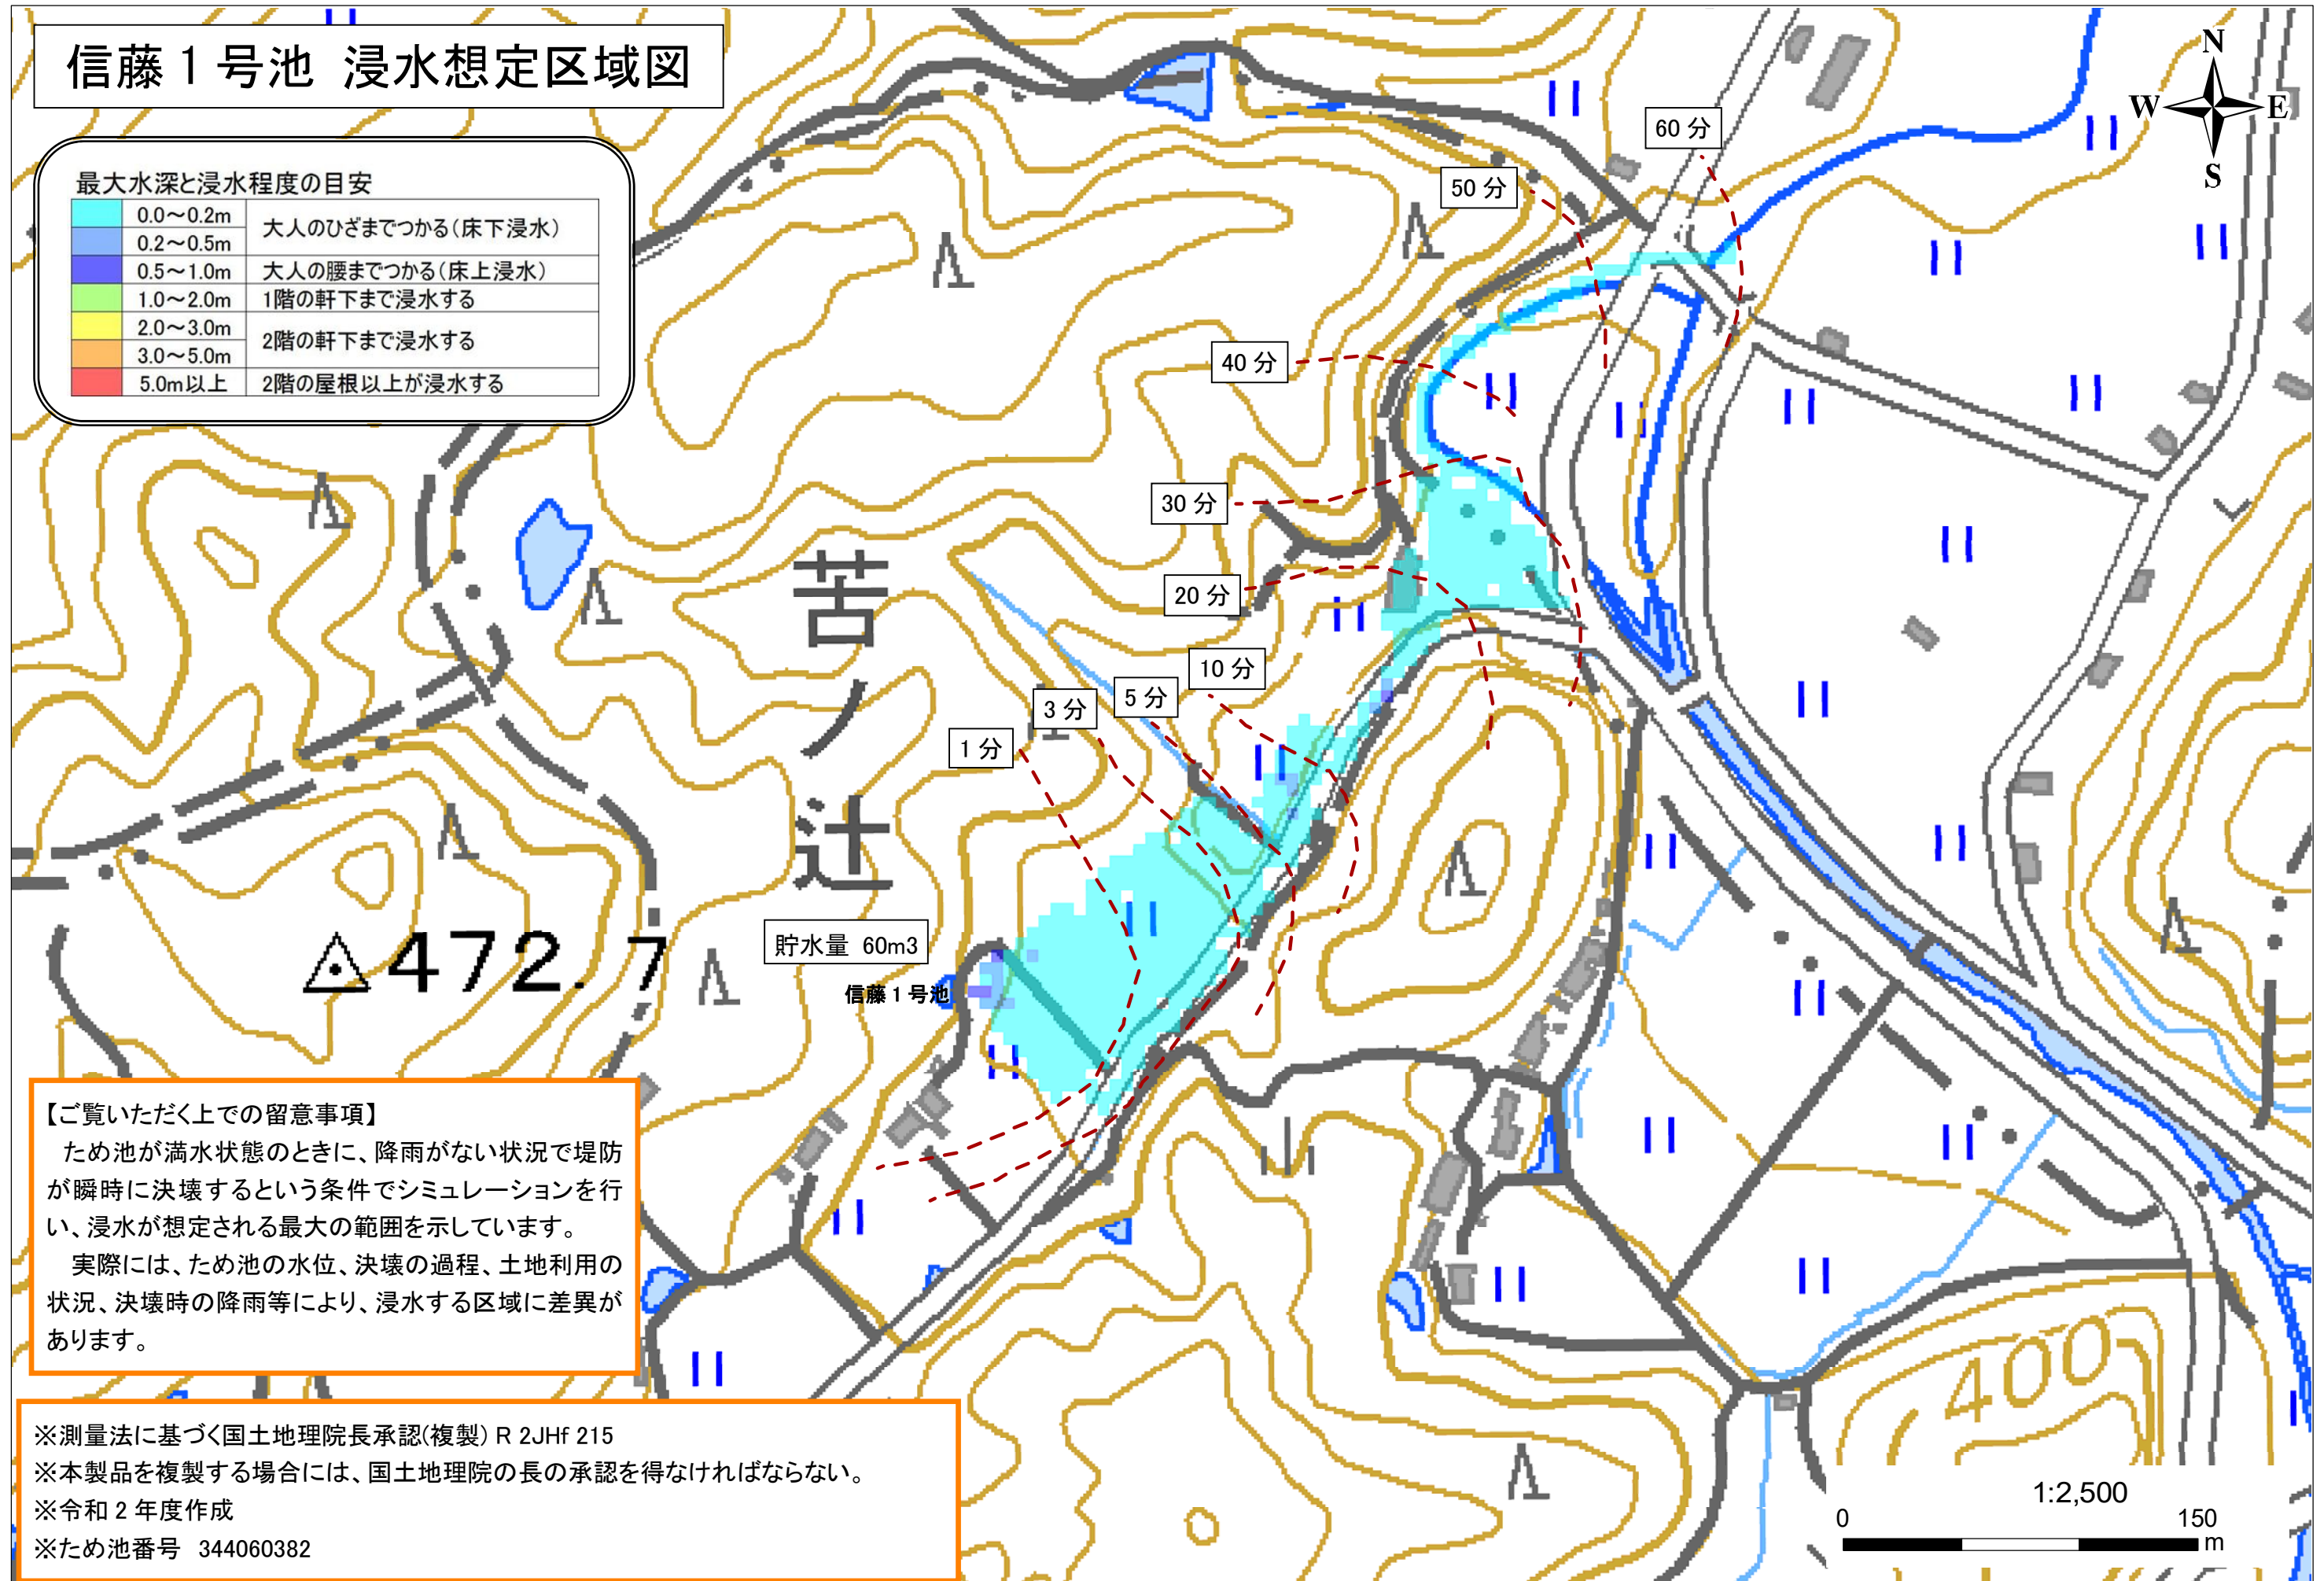 信藤1号池 浸水想定区域図
N
W E
S
最大水深と浸水程度の目安
0.0～0.2m
大人のひざまでつかる(床下浸水)
0.2～0.5m
0.5～1.0m 大人の腰までつかる(床上浸水)
1.0～2.0m 1階の軒下まで浸水する
2.0～3.0m
2階の軒下まで浸水する
3.0～5.0m
5.0m以上 2階の屋根以上が浸水する
60 分
50 分
40 分
30 分
20 分
10 分
5 分
3 分
1 分
苦ノ辻
貯水量 60m3
信藤1号池
472.7
【ご覧いただく上での留意事項】
ため池が満水状態のときに、降雨がない状況で堤防
が瞬時に決壊するという条件でシミュレーションを行
い、浸水が想定される最大の範囲を示しています。
実際には、ため池の水位、決壊の過程、土地利用の
状況、決壊時の降雨等により、浸水する区域に差異が
あります。
※測量法に基づく国土地理院長承認(複製) R 2JHf 215
※本製品を複製する場合には、国土地理院の長の承認を得なければならない。
※令和 2 年度作成
※ため池番号 344060382
400
1:2,500
0 150
m